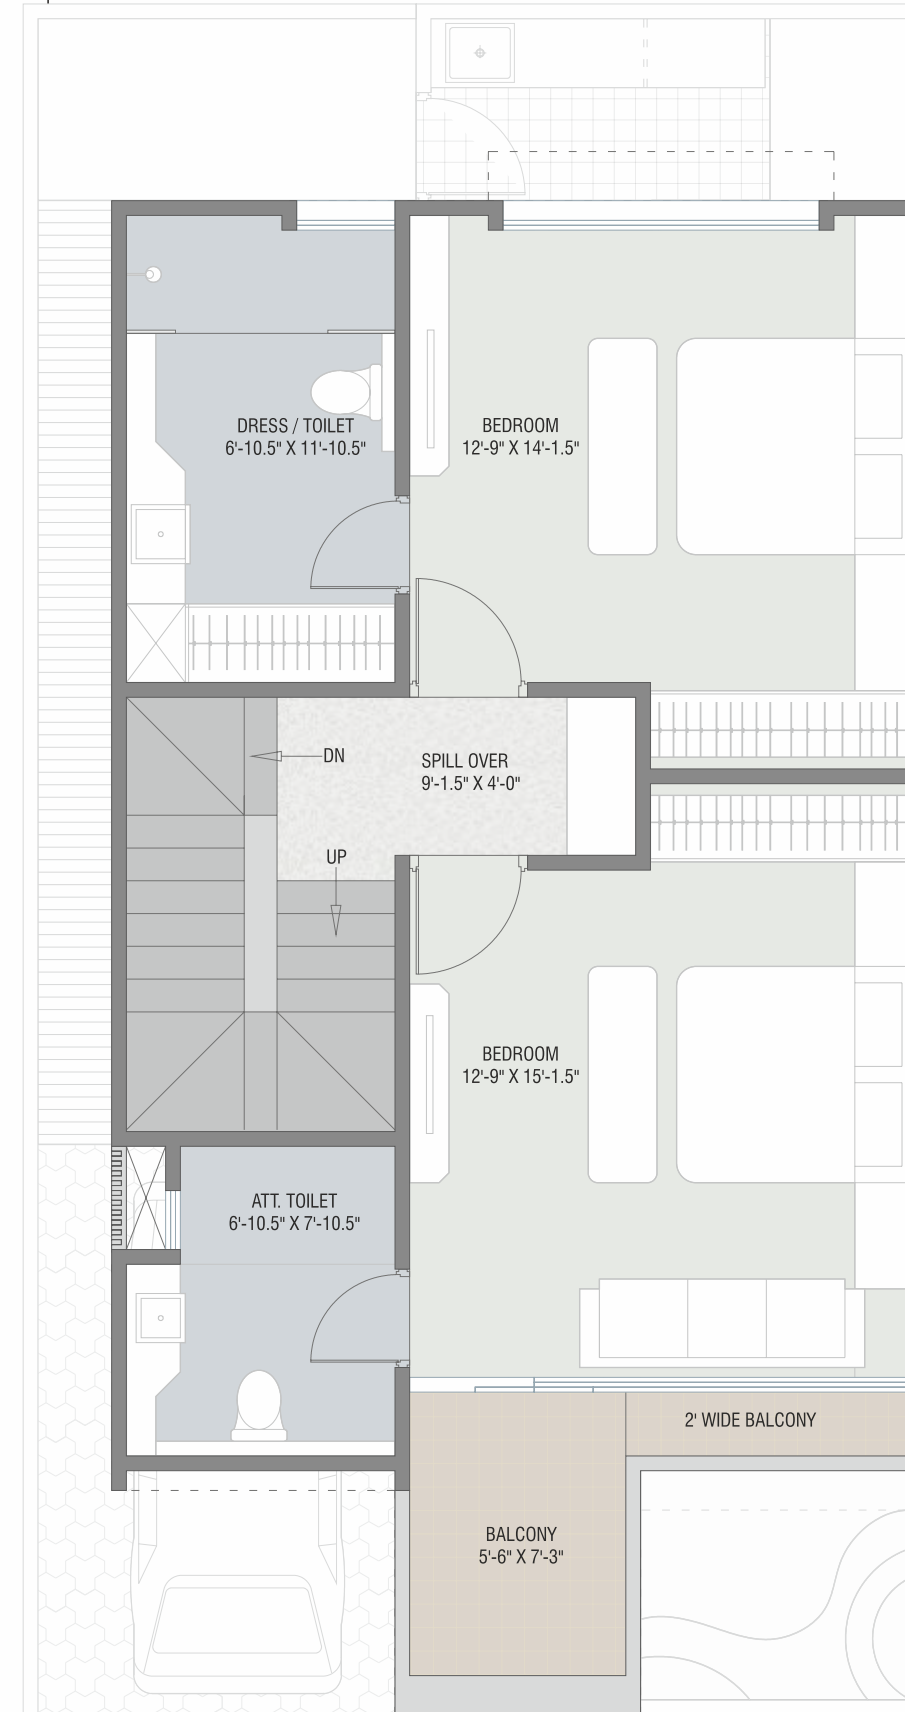 DRESS / TOILET
6'-10.5" X 11'-10.5"
BEDROOM
12'-9" X 14'-1.5"
DN
SPILL OVER
9'-1.5" X 4'-0"
UP
BEDROOM
12'-9" X 15'-1.5"
ATT. TOILET
6'-10.5" X 7'-10.5"
2' WIDE BALCONY
BALCONY
5'-6" X 7'-3"